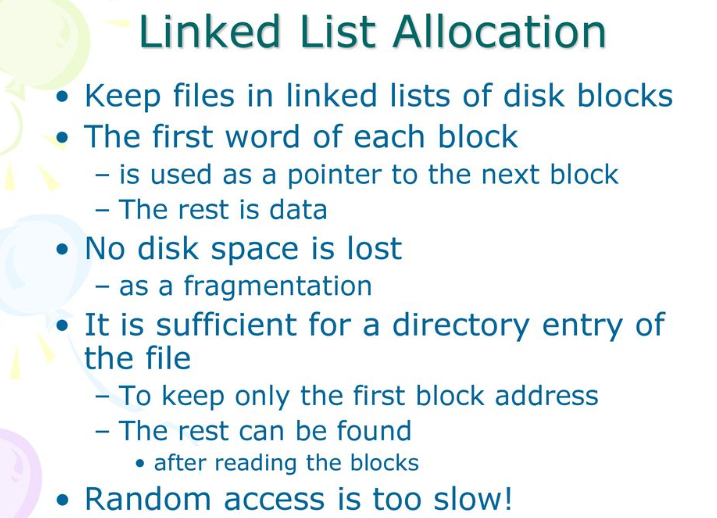 Linked List Allocation
• Keep files in linked lists of disk blocks
• The first word of each block
– is used as a pointer to the next block
– The rest is data
• No disk space is lost
– as a fragmentation
• It is sufficient for a directory entry of
the file
– To keep only the first block address
– The rest can be found
• after reading the blocks
• Random access is too slow!